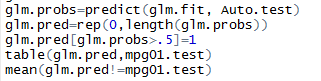 glm.probs=predict(glm.fit, Auto.test)
glm.pred=rep(0,length(glm.probs))
glm.pred[glm.probs>.5]=1
table(glm.pred,mpg01.test)
mean(glm.pred!=mpg01.test)